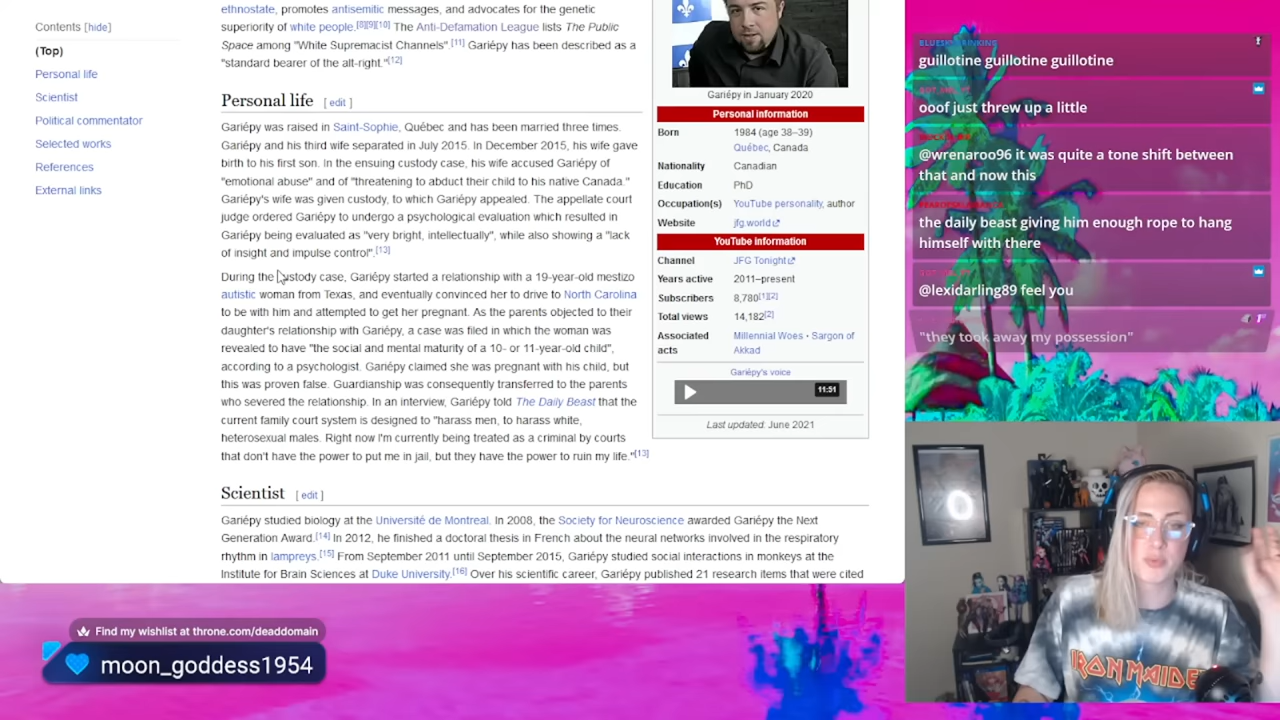 Contents [hide]
(Top)
Personal life
Scientist
Political commentator
Selected works
References
External links
ethnostate, promotes antisemitic messages, and advocates for the genetic
superiority of white people.[8][9][10] The Anti-Defamation League lists The Public
Space among "White Supremacist Channels".[11] Gariépy has been described as a
"standard bearer of the alt-right."[12]
Personal life [ edit ]
Gariépy was raised in Saint-Sophie, Québec and has been married three times.
Gariépy and his third wife separated in July 2015. In December 2015, his wife gave
birth to his first son. In the ensuing custody case, his wife accused Gariépy of
"emotional abuse" and of "threatening to abduct their child to his native Canada."
Gariépy's wife was given custody, to which Gariépy appealed. The appellate court
judge ordered Gariépy to undergo a psychological evaluation which resulted in
Gariépy being evaluated as "very bright, intellectually", while also showing a "lack
of insight and impulse control".[13]
During the custody case, Gariépy started a relationship with a 19-year-old mestizo
autistic woman from Texas, and eventually convinced her to drive to North Carolina
to be with him and attempted to get her pregnant. As the parents objected to their
daughter's relationship with Gariépy, a case was filed in which the woman was
revealed to have "the social and mental maturity of a 10- or 11-year-old child",
according to a psychologist. Gariépy claimed she was pregnant with his child, but
this was proven false. Guardianship was consequently transferred to the parents
who severed the relationship. In an interview, Gariépy told The Daily Beast that the
current family court system is designed to "harass men, to harass white,
heterosexual males. Right now I'm currently being treated as a criminal by courts
that don't have the power to put me in jail, but they have the power to ruin my life."[13]
Scientist [ edit ]
Gariépy studied biology at the Université de Montreal. In 2008, the Society for Neuroscience awarded Gariépy the Next
Generation Award.[14] In 2012, he finished a doctoral thesis in French about the neural networks involved in the respiratory
rhythm in lampreys.[15] From September 2011 until September 2015, Gariépy studied social interactions in monkeys at the
Institute for Brain Sciences at Duke University.[16] Over his scientific career, Gariépy published 21 research items that were cited
Gariépy in January 2020
Personal information
Born 1984 (age 38–39)
Québec, Canada
Nationality Canadian
Education PhD
Occupation(s) YouTube personality, author
Website jfg.world
YouTube information
Channel JFG Tonight
Years active 2011–present
Subscribers 8,780[1][2]
Total views 14,182[2]
Associated Millennial Woes • Sargon of
acts Akkad
Gariépy's voice
11:51
Last updated: June 2021
guillotine guillotine guillotine
ooof just threw up a little
@wrenaroo96 it was quite a tone shift between
that and now this
the daily beast giving him enough rope to hang
himself with there
@lexidarling89 feel you
"they took away my possession"
IRON MAIDEN
Find my wishlist at throne.com/deaddomain
moon_goddess1954